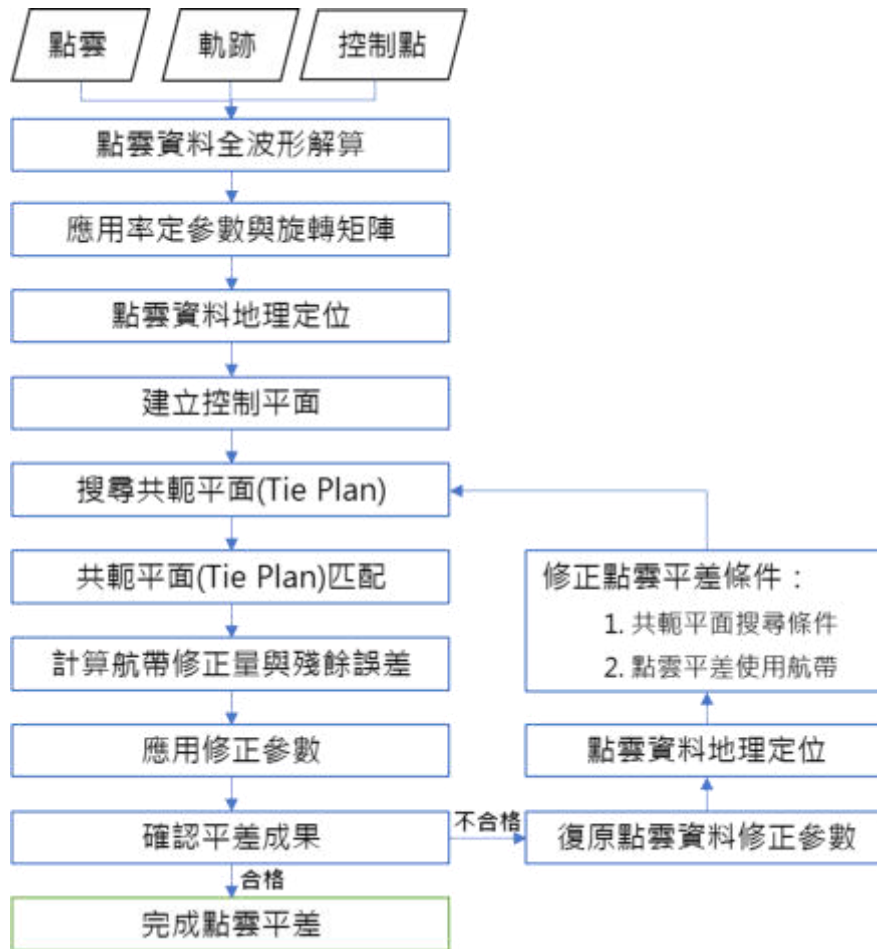 點雲
軌跡
控制點
點雲資料全波形解算
應用率定參數與旋轉矩陣
點雲資料地理定位
建立控制平面
搜尋共軛平面(Tie Plan)
共軛平面(Tie Plan)匹配
計算航帶修正量與殘餘誤差
應用修正參數
確認平差成果
不合格
合格
完成點雲平差
復原點雲資料修正參數
點雲資料地理定位
修正點雲平差條件：
1. 共軛平面搜尋條件
2. 點雲平差使用航帶